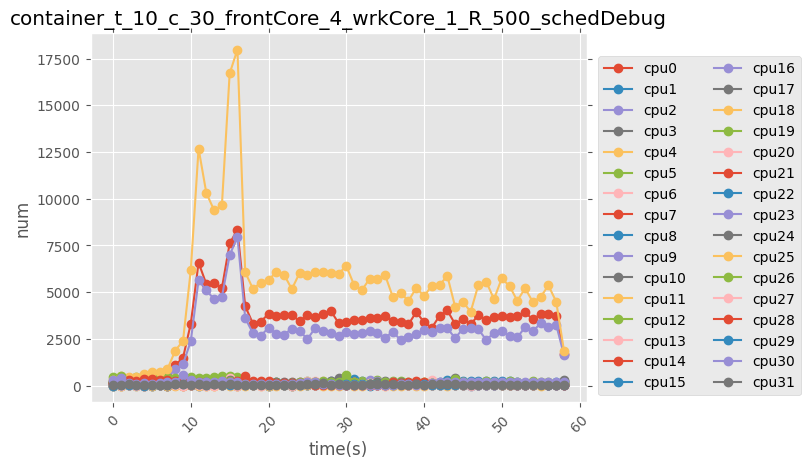 container_t_10_c_30_frontCore_4_wrkCore_1_R_500_schedDebug
17500
15000
12500
10000
7500
5000
2500
0
num
0
10
20
30
40
50
60
time(s)
cpu0
cpu1
cpu2
cpu3
cpu4
cpu5
cpu6
cpu7
cpu8
cpu9
cpu10
cpu11
cpu12
cpu13
cpu14
cpu15
cpu16
cpu17
cpu18
cpu19
cpu20
cpu21
cpu22
cpu23
cpu24
cpu25
cpu26
cpu27
cpu28
cpu29
cpu30
cpu31